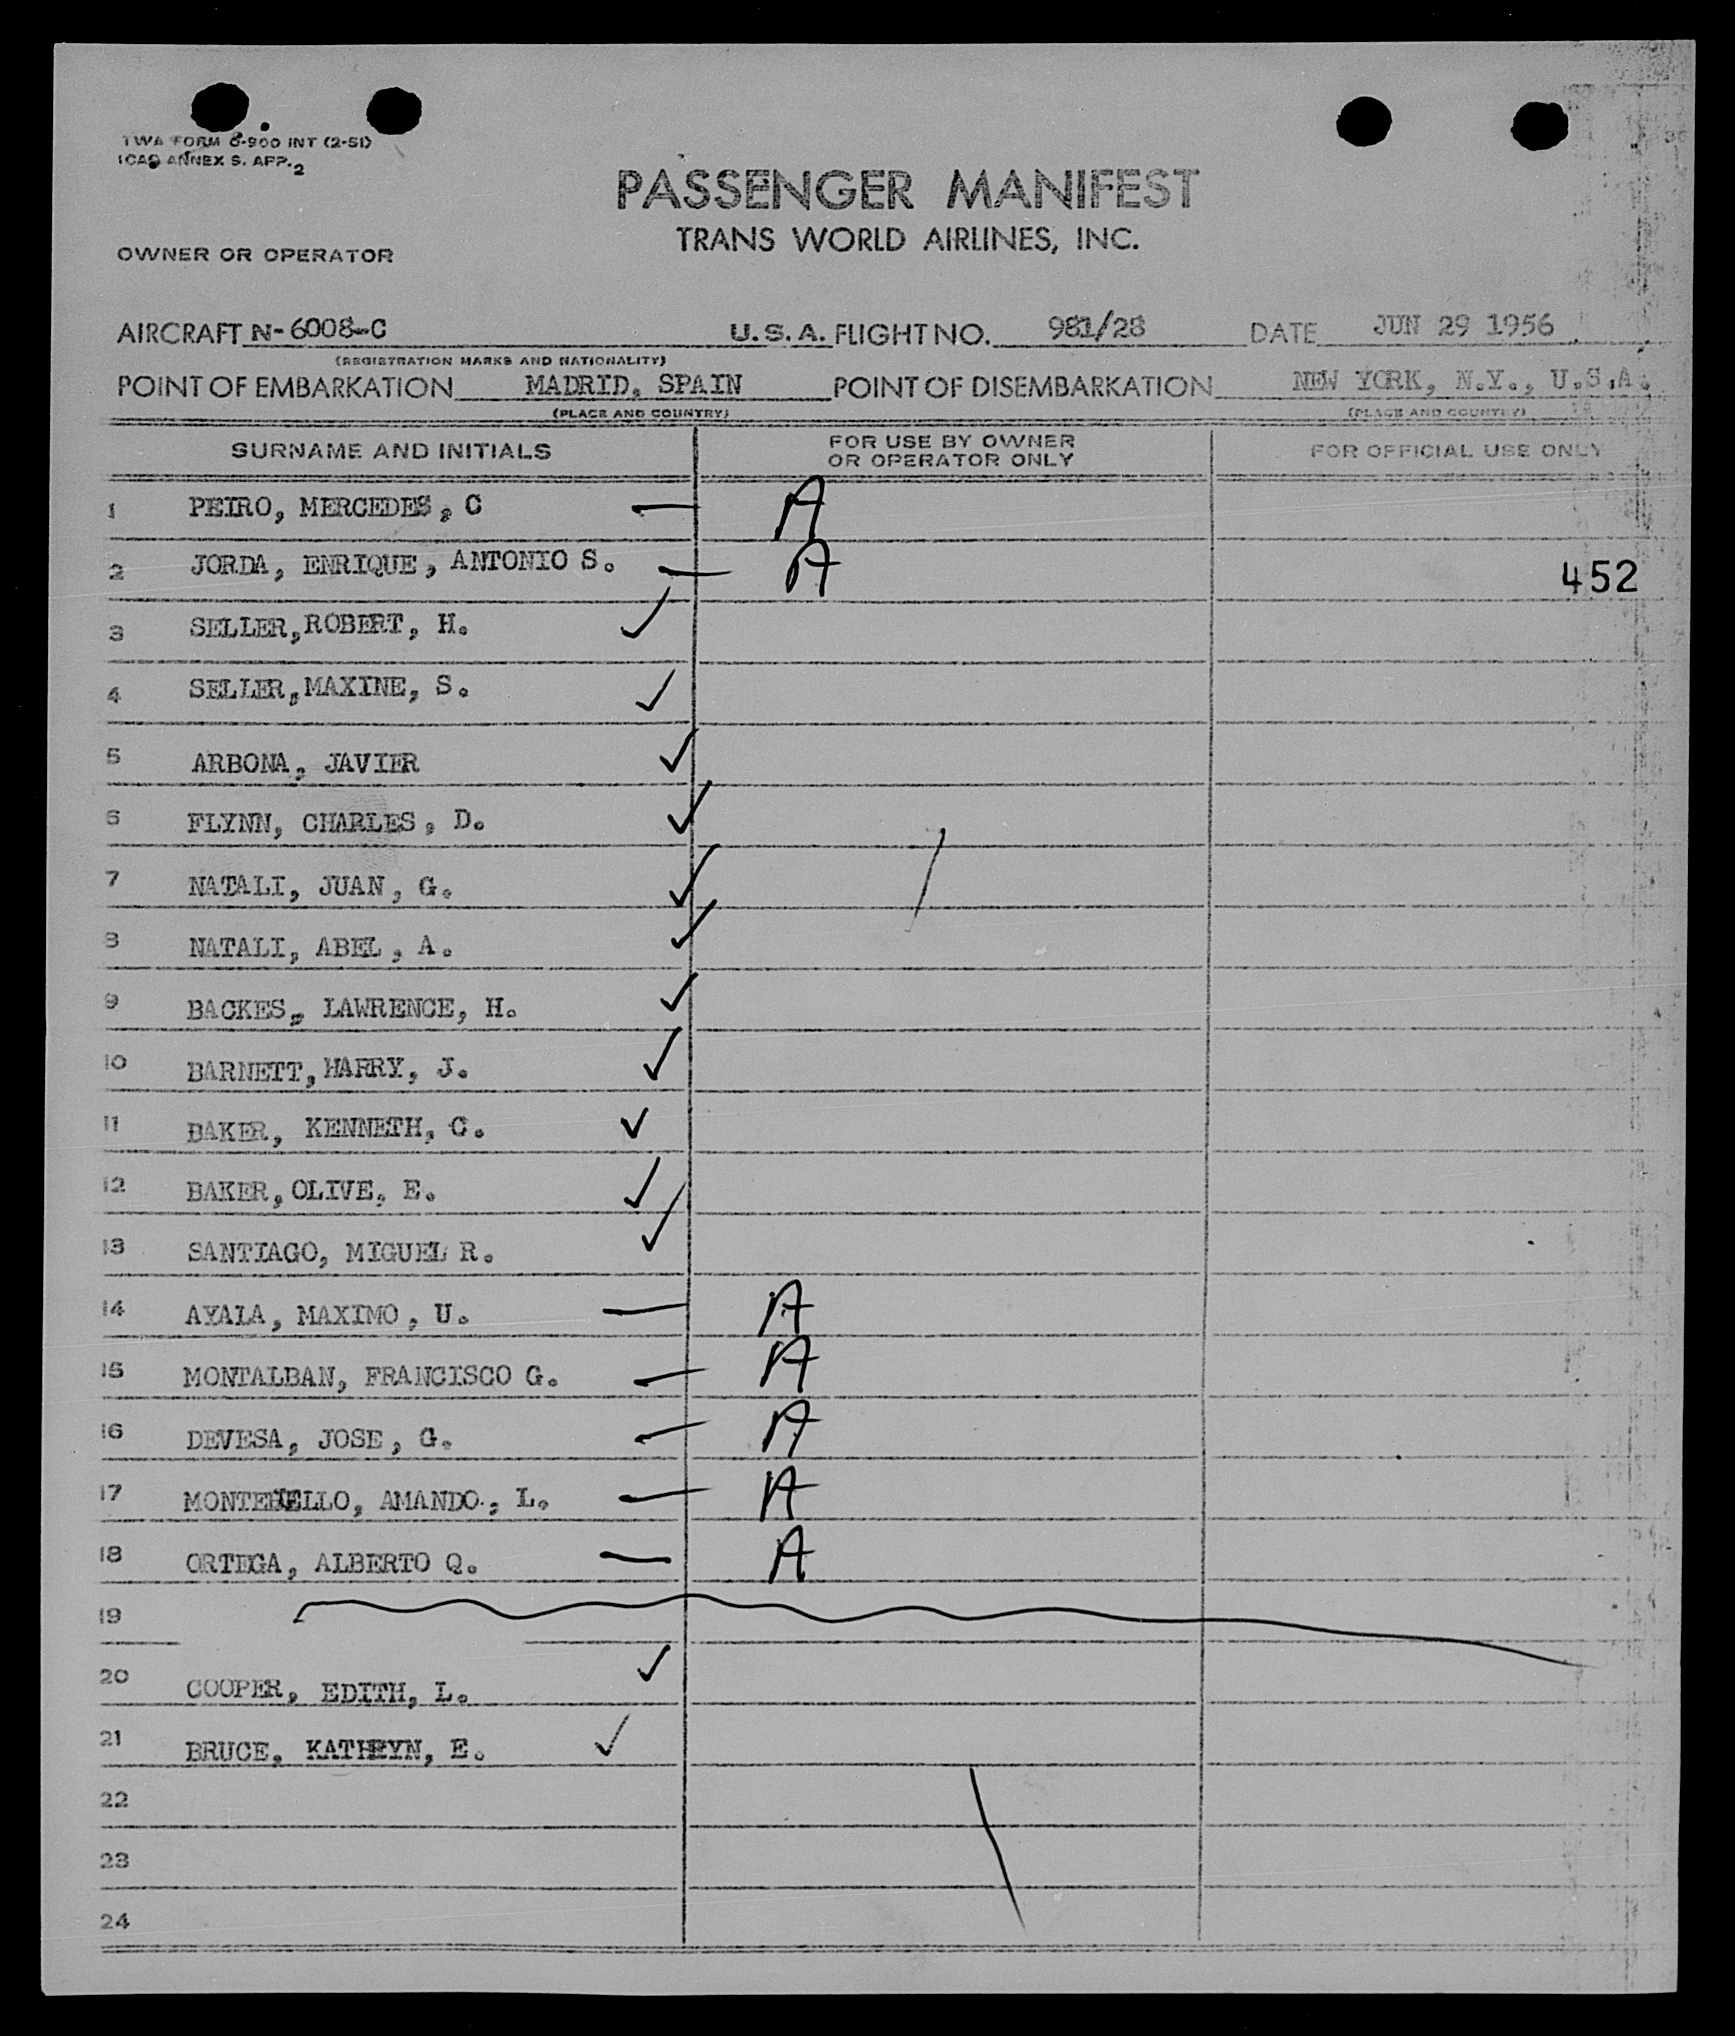 TWA FORM 6-900 INT (2-51)
ICAO ANNEX S. APP. 2
PASSENGER MANIFEST
TRANS WORLD AIRLINES, INC.
OWNER OR OPERATOR
AIRCRAFT N-6008-C U.S.A. FLIGHT NO. 981/28 DATE JUN 29 1956
(REGISTRATION MARKS AND NATIONALITY)
POINT OF EMBARKATION MADRID, SPAIN POINT OF DISEMBARKATION NEW YORK, N.Y., U.S.A.
(PLACE AND COUNTRY) (PLACE AND COUNTRY)
SURNAME AND INITIALS FOR USE BY OWNER OR OPERATOR ONLY FOR OFFICIAL USE ONLY
1 PEIRO, MERCEDES, C — A
2 JORDA, ENRIQUE, ANTONIO S. — A 452
3 SELLER, ROBERT, H. ✓
4 SELLER, MAXINE, S. ✓
5 ARBONA, JAVIER ✓
6 FLYNN, CHARLES, D. ✓
7 NATALI, JUAN, G. ✓
8 NATALI, ABEL, A. ✓
9 BACKES, LAWRENCE, H. ✓
10 BARNETT, HARRY, J. ✓
11 BAKER, KENNETH, C. ✓
12 BAKER, OLIVE, E. ✓
13 SANTIAGO, MIGUEL R. ✓
14 AYALA, MAXIMO, U. — A
15 MONTALBAN, FRANCISCO G. — A
16 DEVESA, JOSE, G. — A
17 AMANDO, L. — A
18 ORTEGA, ALBERTO Q. — A
19
20 COOPER, EDITH, L. ✓
21 BRUCE, KATHRYN, E. ✓
22
23
24